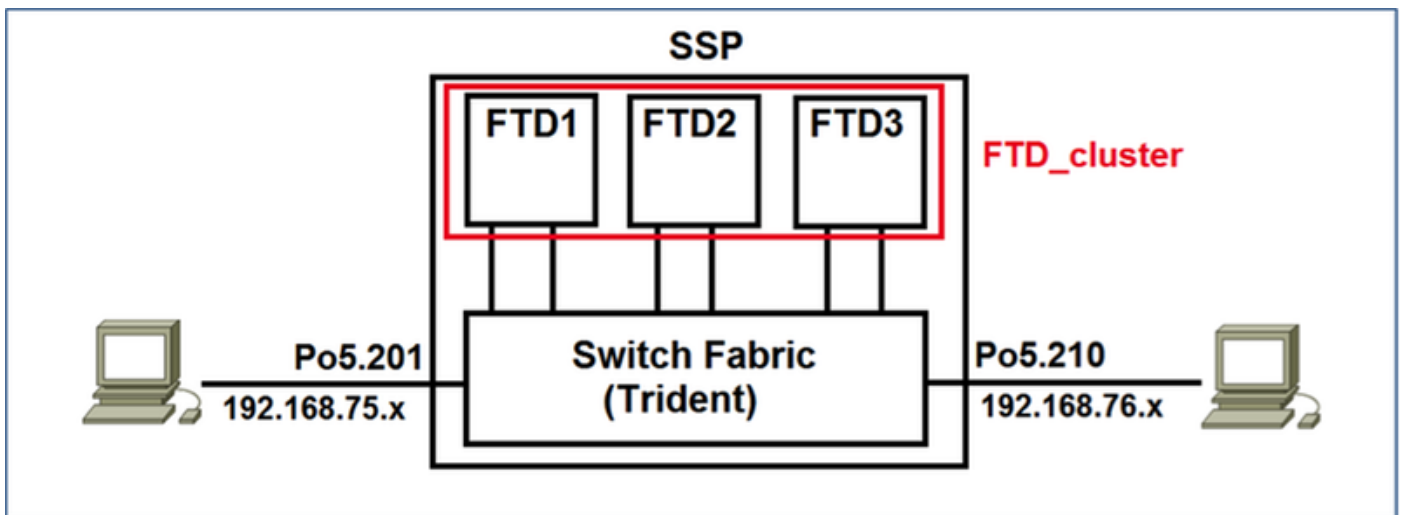 SSP
FTD1
FTD2
FTD3
FTD_cluster
Po5.201
192.168.75.x
Switch Fabric
(Trident)
Po5.210
192.168.76.x